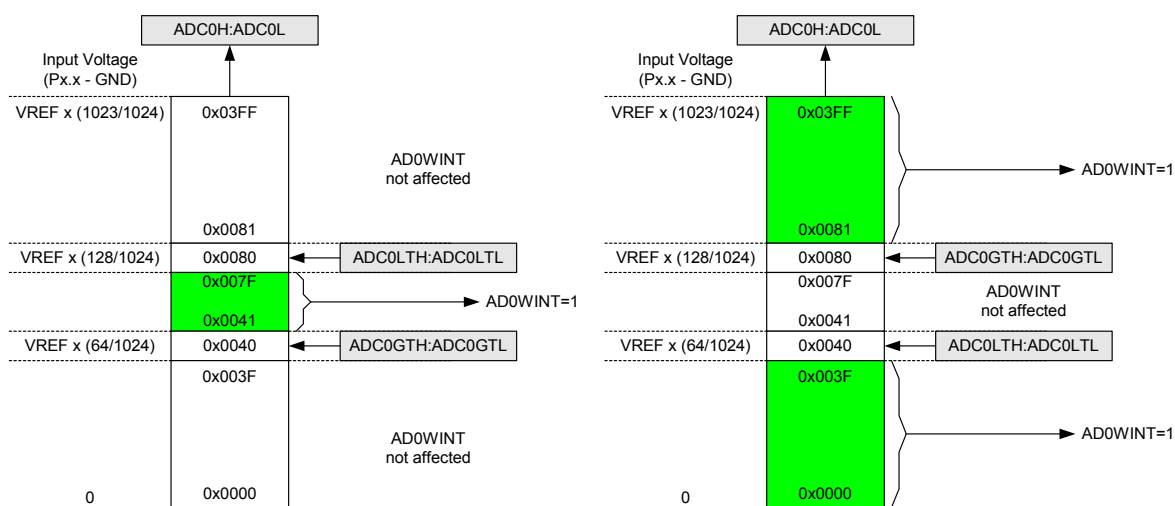 ADC0H:ADC0L
Input Voltage
(Px.x - GND)
VREF x (1023/1024)
0x03FF
AD0WINT
not affected
0x0081
VREF x (128/1024)
0x0080
ADC0LTH:ADC0LTL
0x007F
AD0WINT=1
0x0041
VREF x (64/1024)
0x0040
ADC0GTH:ADC0GTL
0x003F
AD0WINT
not affected
0
0x0000
ADC0H:ADC0L
Input Voltage
(Px.x - GND)
VREF x (1023/1024)
0x03FF
AD0WINT=1
0x0081
VREF x (128/1024)
0x0080
ADC0GTH:ADC0GTL
0x007F
AD0WINT
not affected
0x0041
VREF x (64/1024)
0x0040
ADC0LTH:ADC0LTL
0x003F
AD0WINT=1
0
0x0000